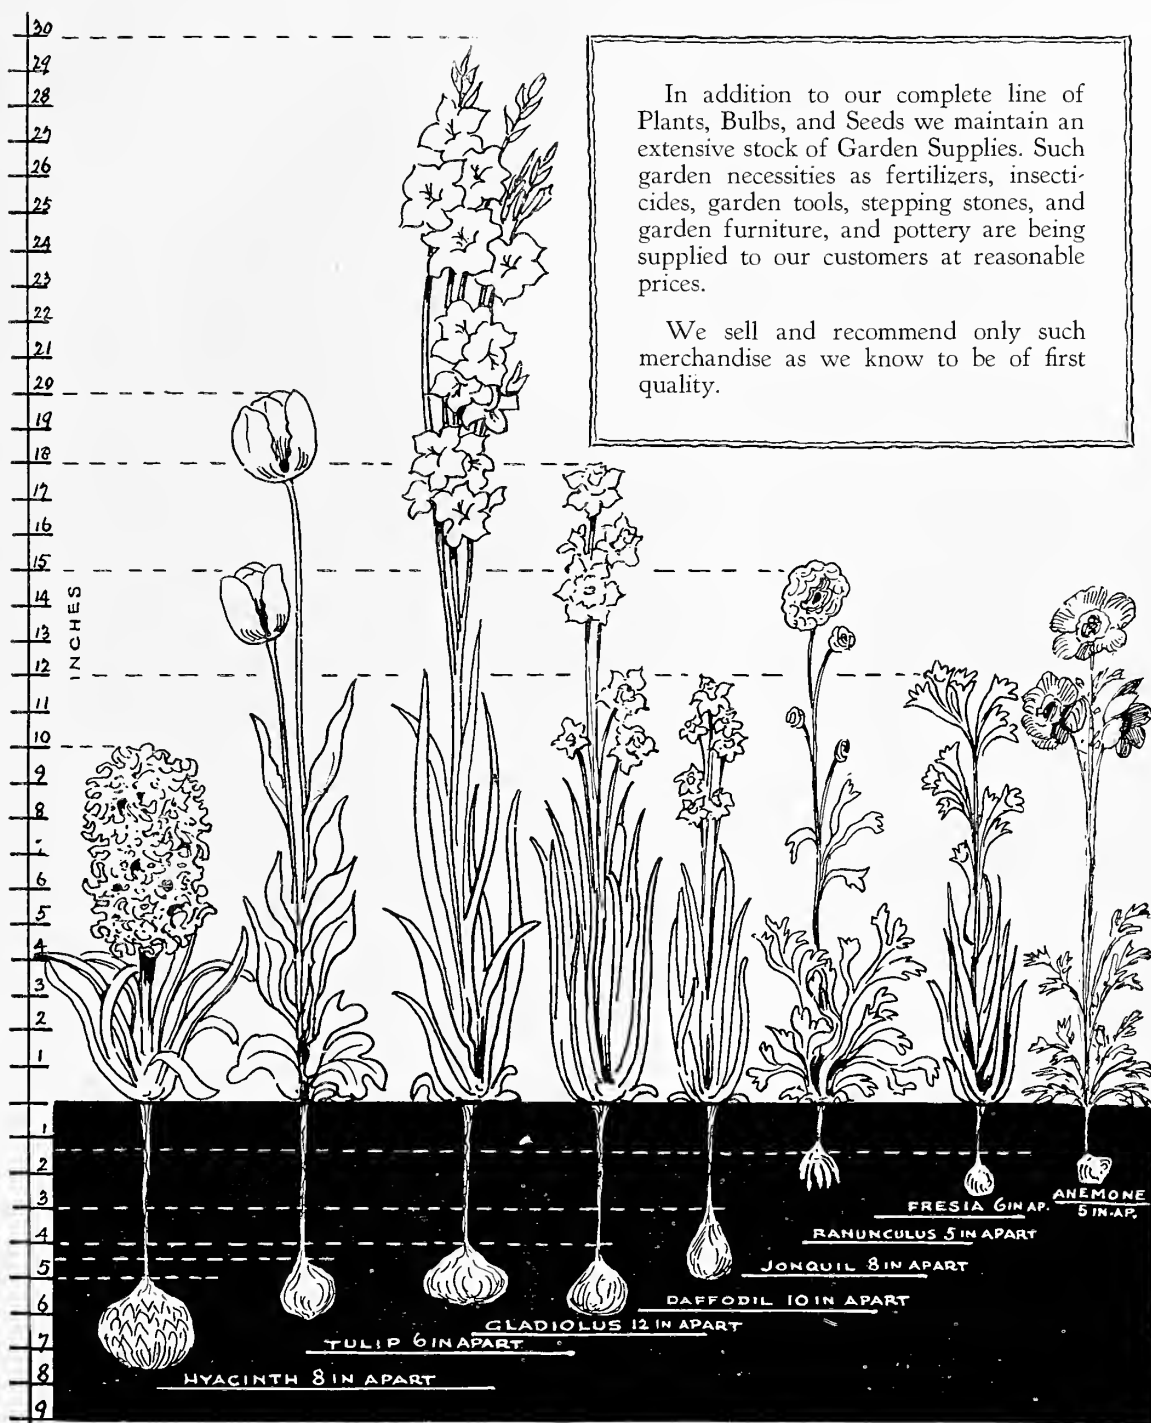 30
29
28
27
26
25
24
23
22
21
20
19
18
17
16
15
14
13
12
11
10
9
8
7
6
5
4
3
2
1
INCHES
In addition to our complete line of
Plants, Bulbs, and Seeds we maintain an
extensive stock of Garden Supplies. Such
garden necessities as fertilizers, insecti-
cides, garden tools, stepping stones, and
garden furniture, and pottery are being
supplied to our customers at reasonable
prices.
We sell and recommend only such
merchandise as we know to be of first
quality.
1
2
3
4
5
6
7
8
9
FRESIA 6 IN AP.
ANEMONE
5 IN. AP.
RANUNCULUS 5 IN APART
JONQUIL 8 IN APART
DAFFODIL 10 IN APART
GLADIOLUS 12 IN APART
TULIP 6 IN APART
HYACINTH 8 IN APART